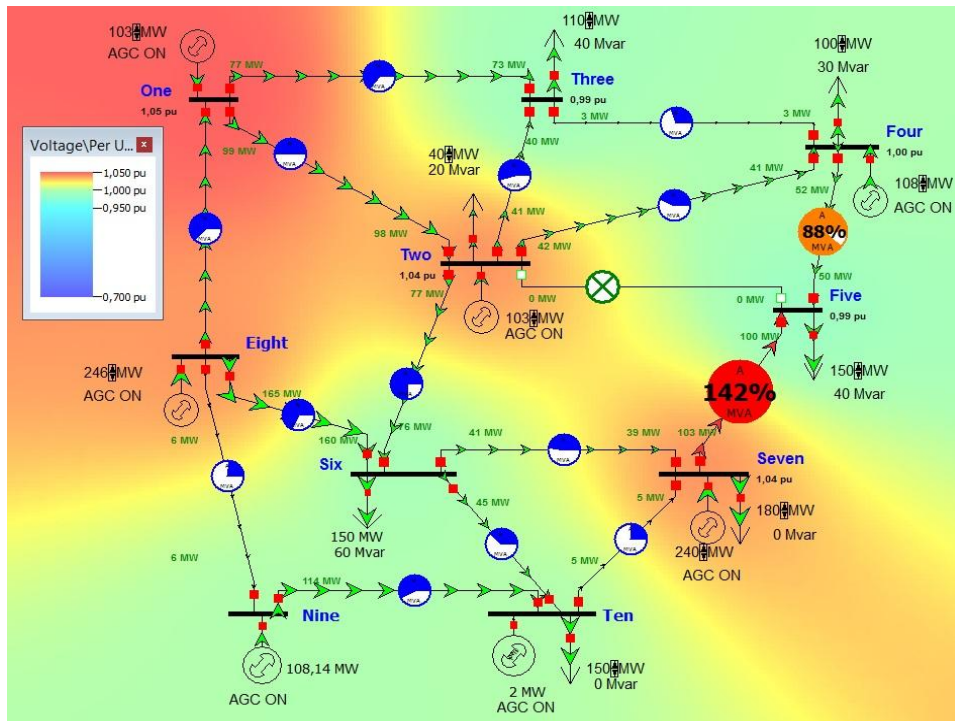 103 MW
AGC ON
77 MW
73 MW
110 MW
40 Mvar
100 MW
30 Mvar
One
1,05 pu
MVA
Three
0,99 pu
3 MW
3 MW
MVA
Four
1,00 pu
Voltage\Per U... x
1,050 pu
1,000 pu
0,950 pu
0,700 pu
99 MW
MVA
40 MW
20 Mvar
40 MW
MVA
41 MW
52 MW
108 MW
AGC ON
MVA
MVA
98 MW
Two
1,04 pu
41 MW
42 MW
A
88%
MVA
77 MW
0 MW
50 MW
0 MW
Five
0,99 pu
103 MW
AGC ON
100 MW
Eight
246 MW
AGC ON
165 MW
MVA
MVA
A
142%
MVA
150 MW
40 Mvar
6 MW
160 MW
76 MW
41 MW
MVA
39 MW
103 MW
Six
Seven
1,04 pu
MVA
45 MW
5 MW
180 MW
0 Mvar
150 MW
60 Mvar
MVA
MVA
240 MW
AGC ON
6 MW
5 MW
114 MW
MVA
Nine
Ten
108,14 MW
AGC ON
2 MW
AGC ON
150 MW
0 Mvar